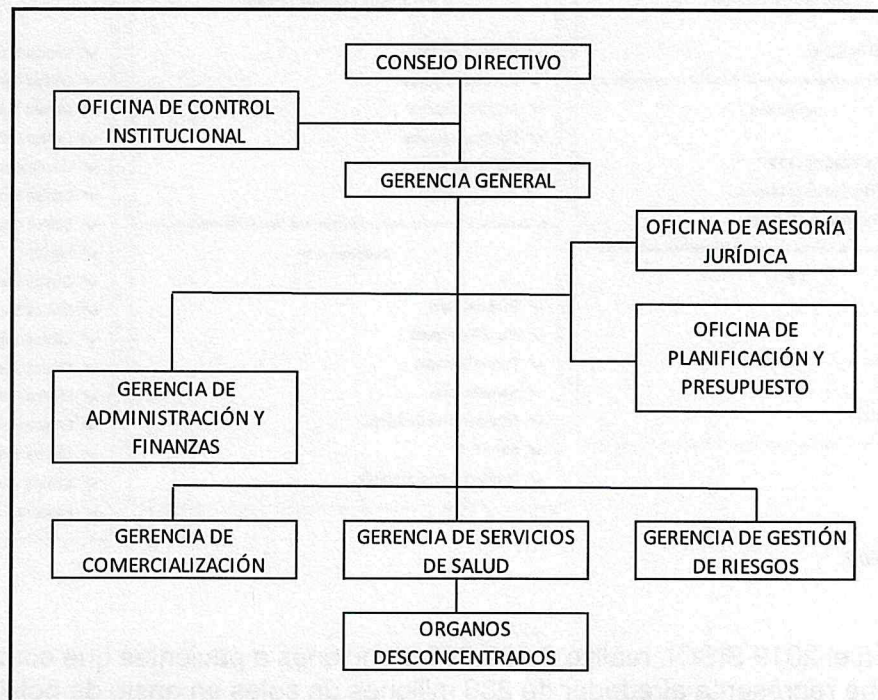 CONSEJO DIRECTIVO
OFICINA DE CONTROL
INSTITUCIONAL
GERENCIA GENERAL
OFICINA DE ASESORÍA
JURÍDICA
OFICINA DE
PLANIFICACIÓN Y
PRESUPUESTO
GERENCIA DE
ADMINISTRACIÓN Y
FINANZAS
GERENCIA DE
COMERCIALIZACIÓN
GERENCIA DE SERVICIOS
DE SALUD
GERENCIA DE GESTIÓN
DE RIESGOS
ORGANOS
DESCONCENTRADOS